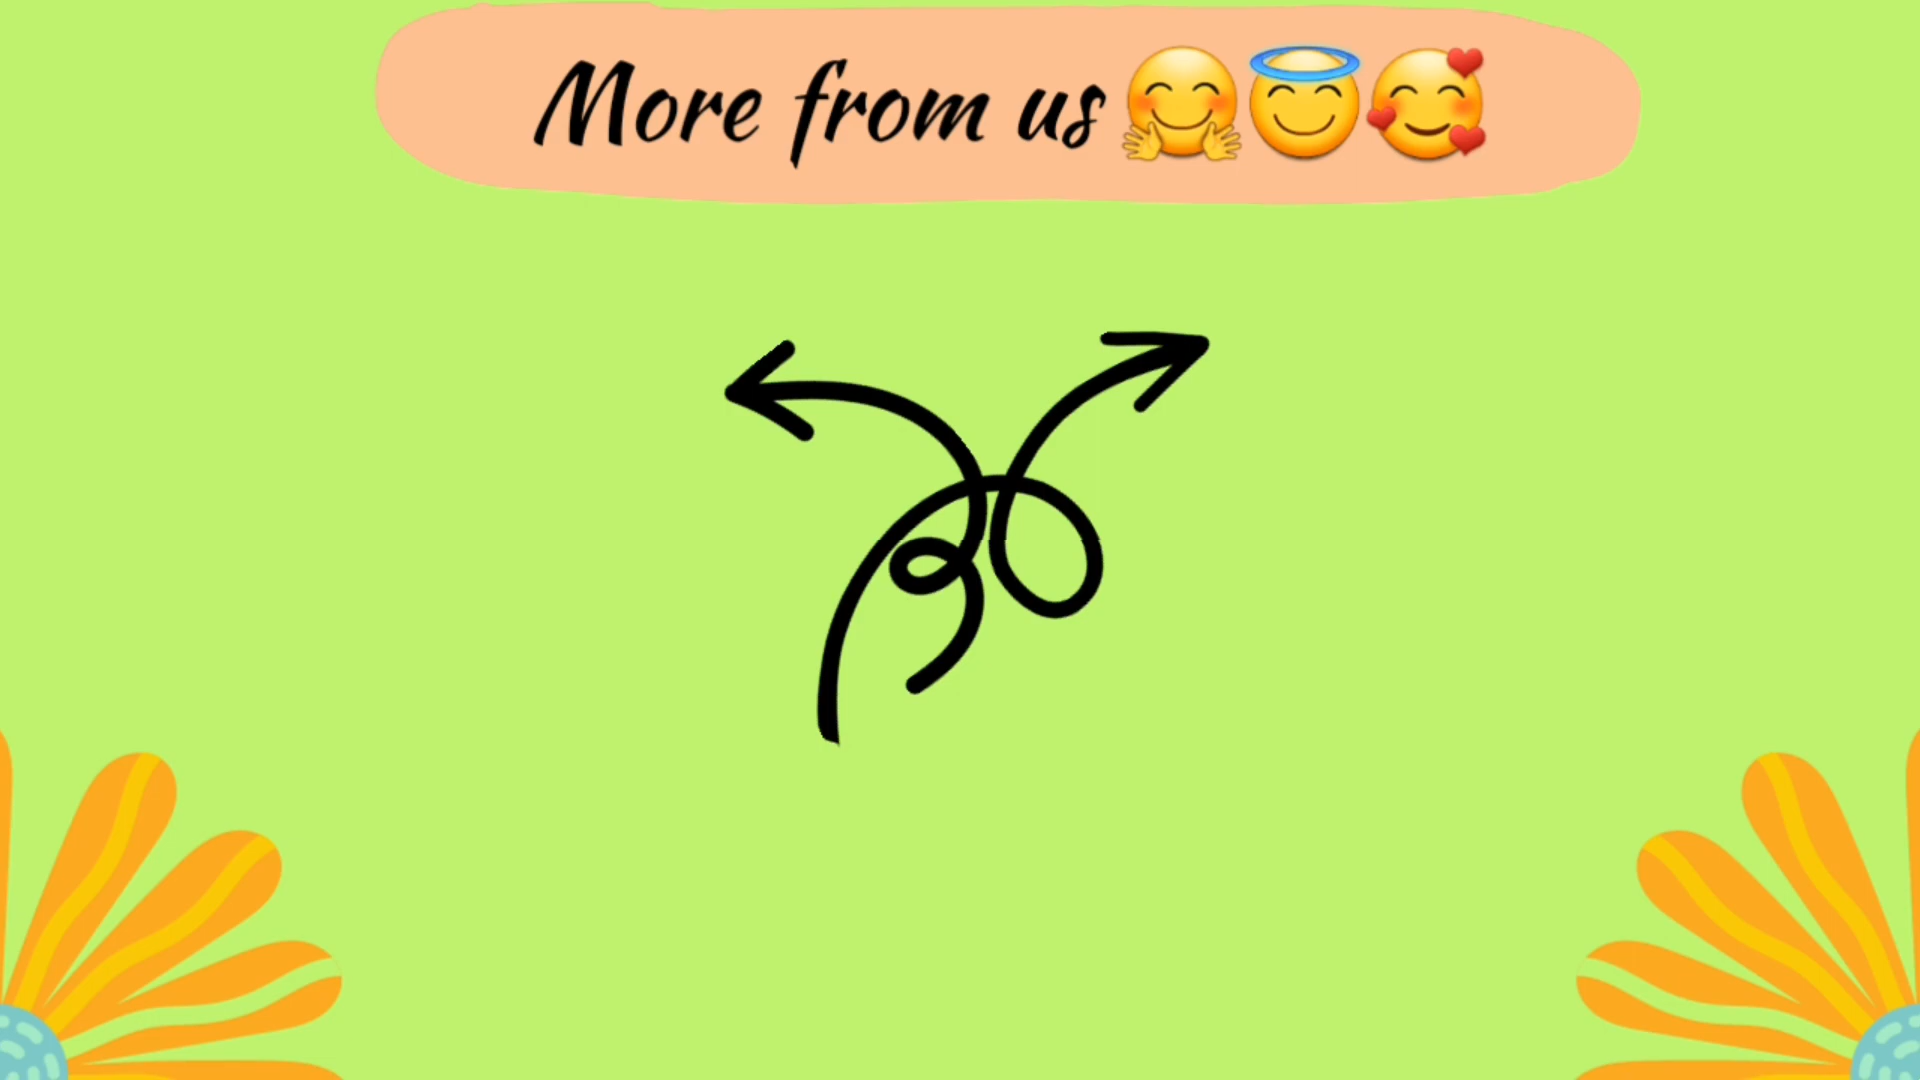 More from us 🤗😇🥰